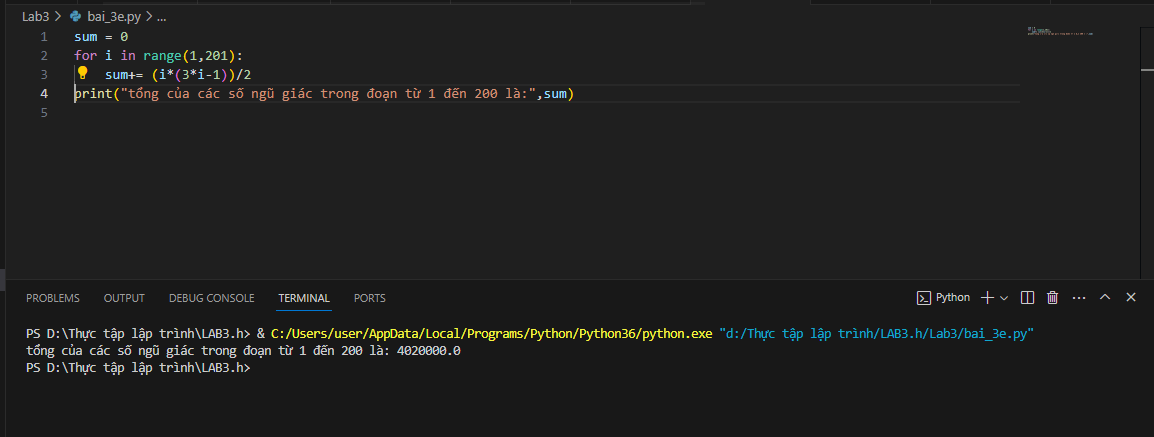 Lab3 > bai_3e.py > ...
1 sum = 0
2 for i in range(1,201):
3 sum+= (i*(3*i-1))/2
4 print("tổng của các số ngũ giác trong đoạn từ 1 đến 200 là:",sum)
5
PROBLEMS OUTPUT DEBUG CONSOLE TERMINAL PORTS Python
PS D:\Thực tập lập trình\LAB3.h> & C:/Users/user/AppData/Local/Programs/Python/Python36/python.exe "d:/Thực tập lập trình/LAB3.h/Lab3/bai_3e.py"
tổng của các số ngũ giác trong đoạn từ 1 đến 200 là: 4020000.0
PS D:\Thực tập lập trình\LAB3.h>